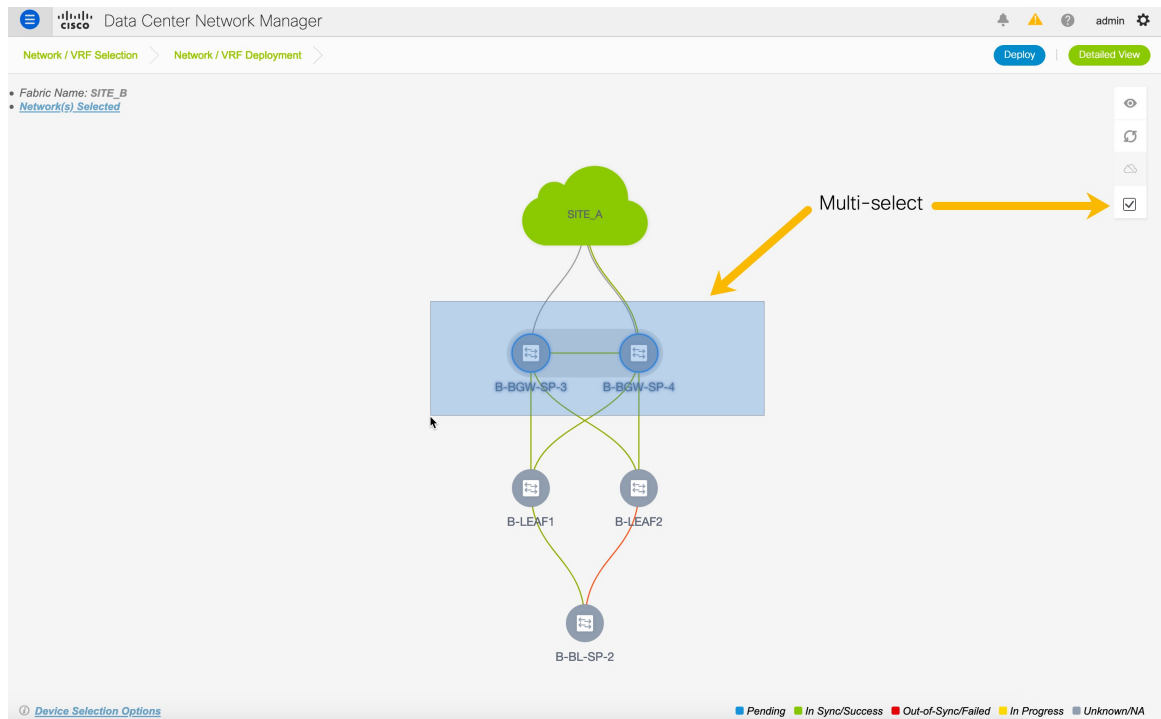 cisco Data Center Network Manager
admin
Network / VRF Selection
Network / VRF Deployment
Deploy
Detailed View
• Fabric Name: SITE_B
• Network(s) Selected
SITE_A
Multi-select
B-BGW-SP-3
B-BGW-SP-4
B-LEAF1
B-LEAF2
B-BL-SP-2
Device Selection Options
Pending
In Sync/Success
Out-of-Sync/Failed
In Progress
Unknown/NA